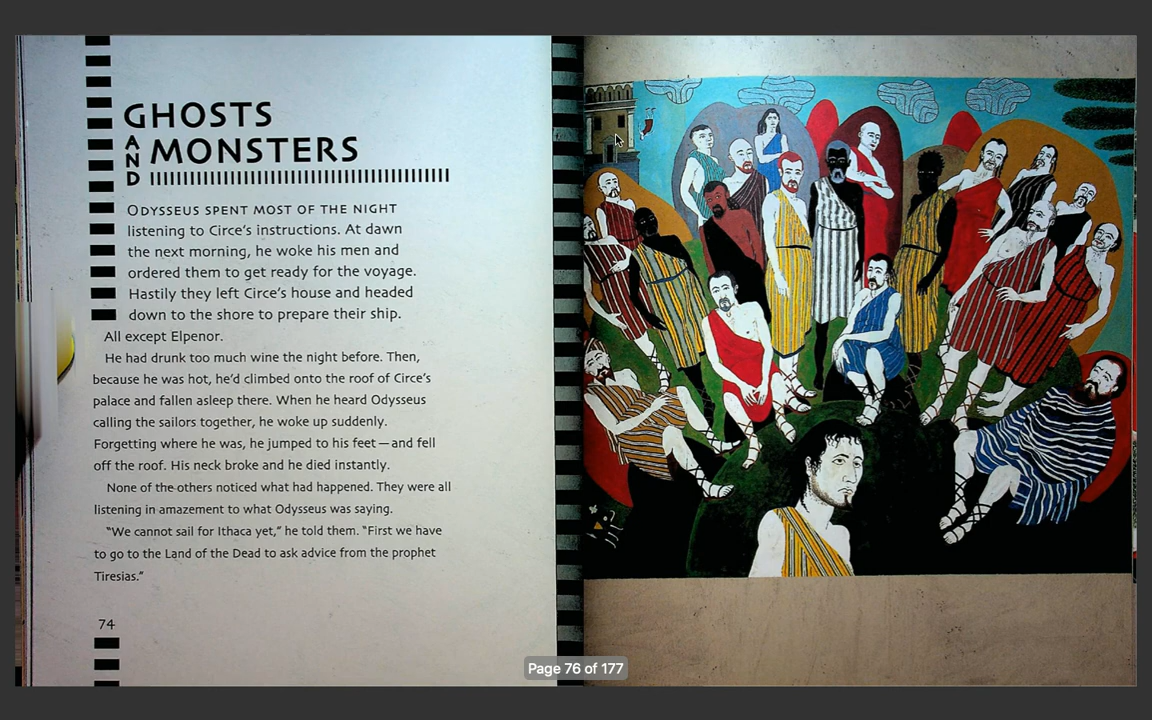 GHOSTS
AND
MONSTERS
ODYSSEUS SPENT MOST OF THE NIGHT
listening to Circe's instructions. At dawn
the next morning, he woke his men and
ordered them to get ready for the voyage.
Hastily they left Circe's house and headed
down to the shore to prepare their ship.
All except Elpenor.
He had drunk too much wine the night before. Then,
because he was hot, he'd climbed onto the roof of Circe's
palace and fallen asleep there. When he heard Odysseus
calling the sailors together, he woke up suddenly.
Forgetting where he was, he jumped to his feet—and fell
off the roof. His neck broke and he died instantly.
None of the others noticed what had happened. They were all
listening in amazement to what Odysseus was saying.
"We cannot sail for Ithaca yet," he told them. "First we have
to go to the Land of the Dead to ask advice from the prophet
Tiresias."
74
Page 76 of 177